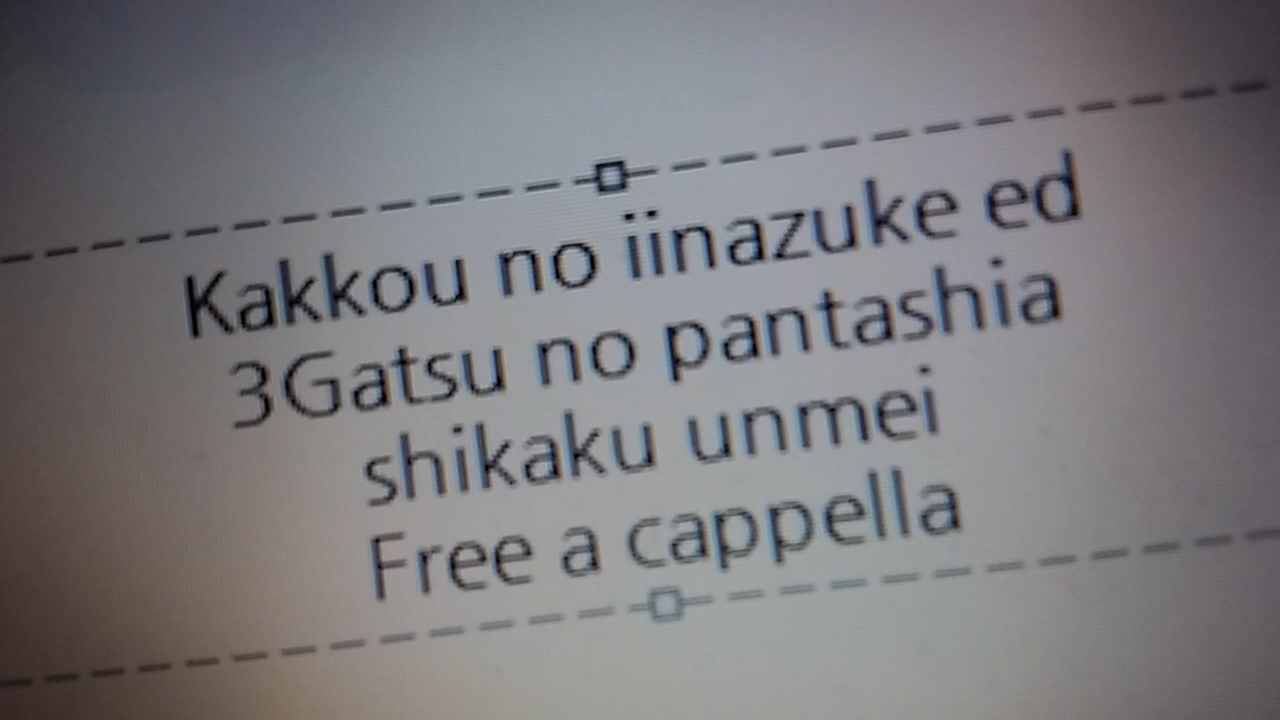 Kakkou no iinazuke ed
3Gatsu no pantashia
shikaku unmei
Free a cappella